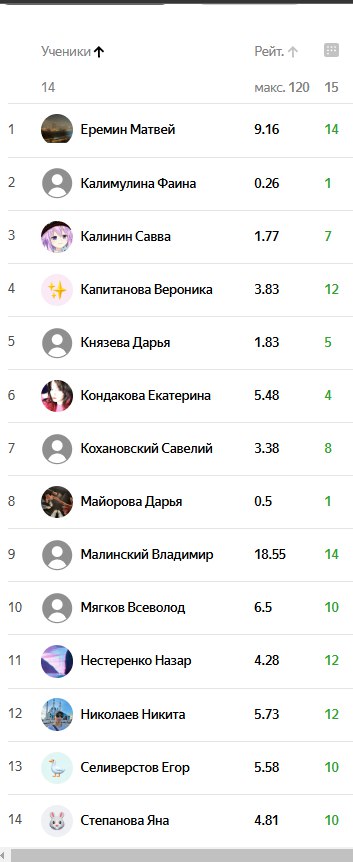 Ученики Рейт.
14 макс. 120 15
1 Еремин Матвей 9.16 14
2 Калимулина Фаина 0.26 1
3 Калинин Савва 1.77 7
4 Капитанова Вероника 3.83 12
5 Князева Дарья 1.83 5
6 Кондакова Екатерина 5.48 4
7 Кохановский Савелий 3.38 8
8 Майорова Дарья 0.5 1
9 Малинский Владимир 18.55 14
10 Мягков Всеволод 6.5 10
11 Нестеренко Назар 4.28 12
12 Николаев Никита 5.73 12
13 Селиверстов Егор 5.58 10
14 Степанова Яна 4.81 10